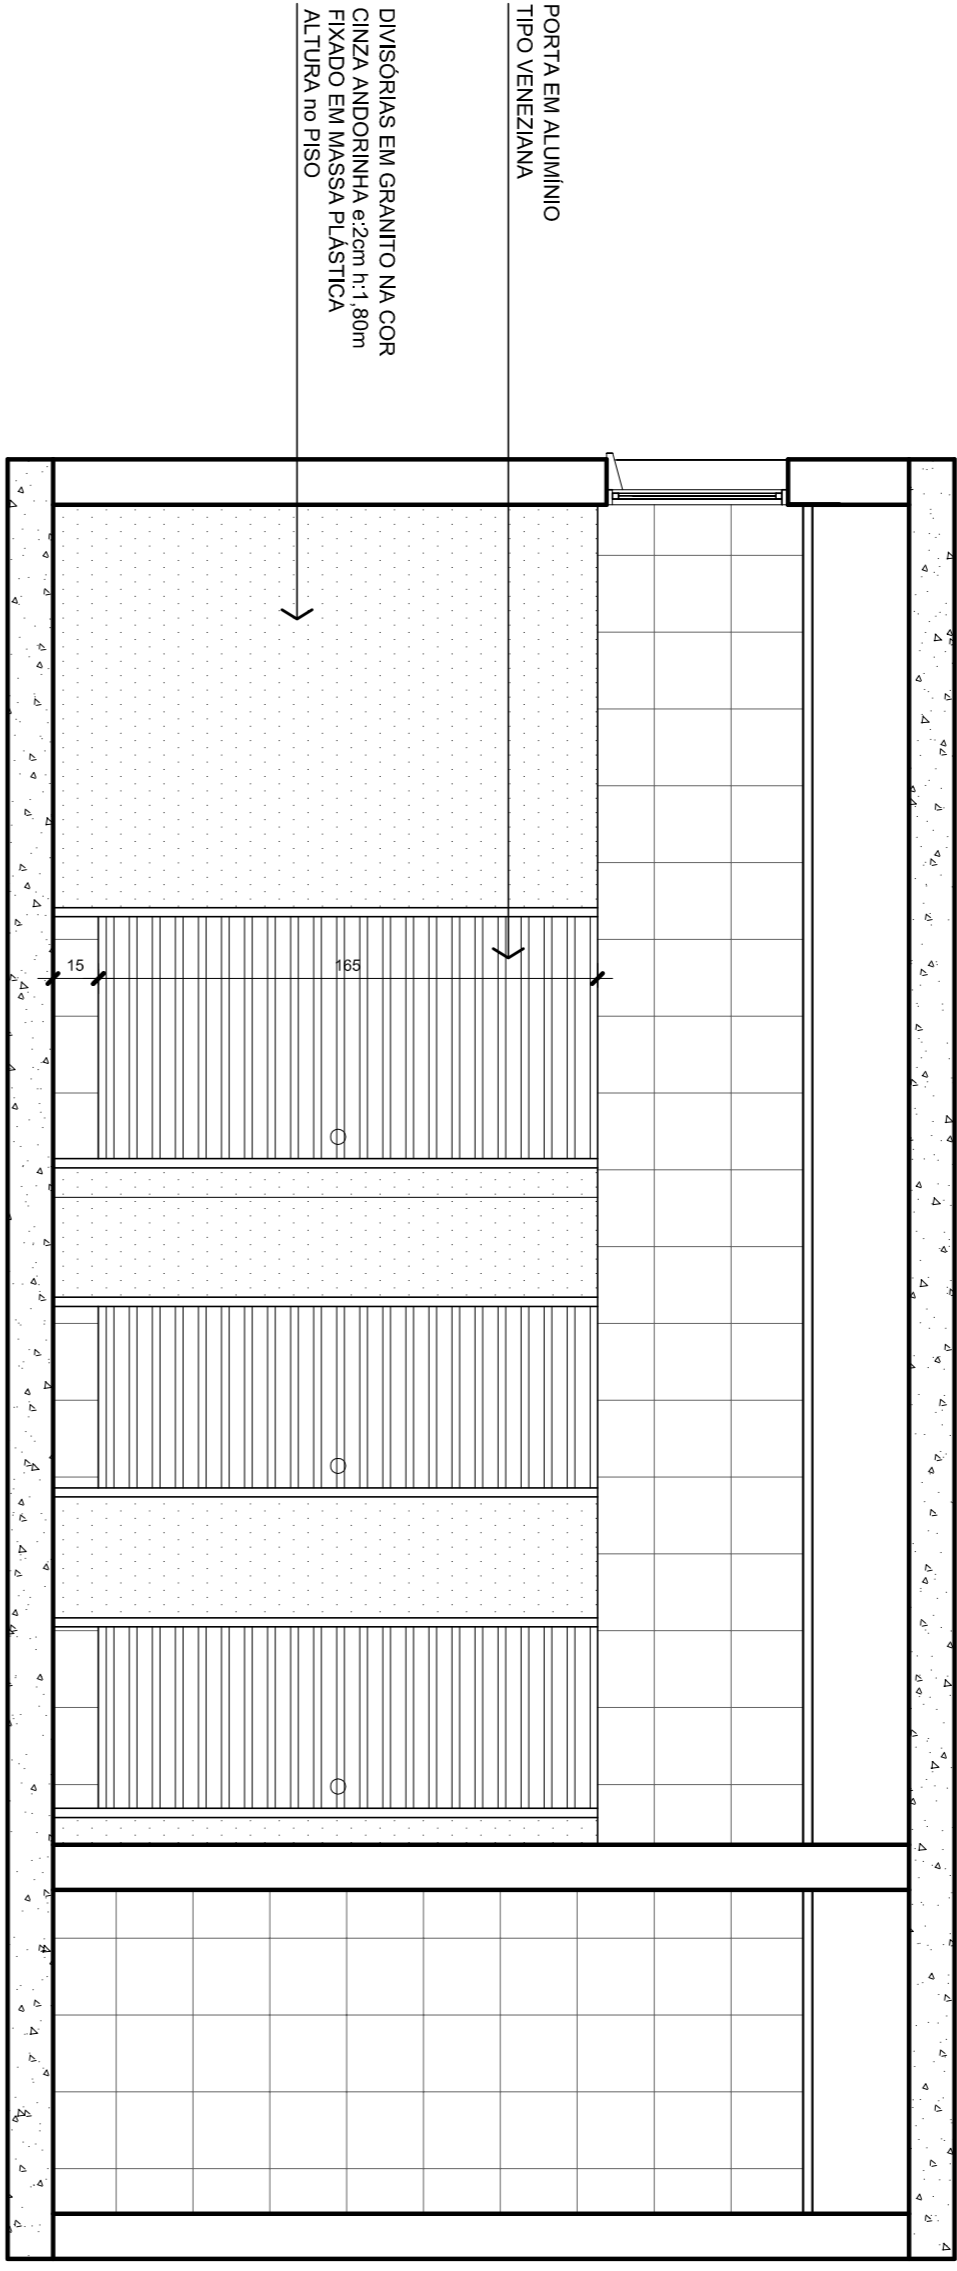 PORTA EM ALUMÍNIO
TIPO VENEZIANA
DIVISÓRIAS EM GRANITO NA COR
CINZA ANDORINHA e:2cm h:1,80m
FIXADO EM MASSA PLÁSTICA
ALTURA no PISO
15
165